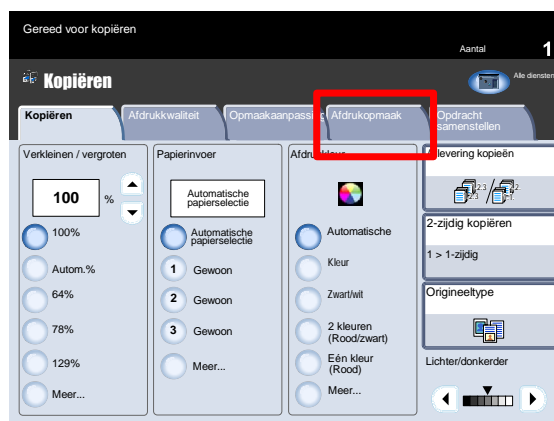 Gereed voor kopiëren
Aantal 1
Kopiëren
Alle diensten
Kopiëren
Afdrukkwaliteit
Opmaakaanpassing
Afdrukopmaak
Opdracht
samenstellen
Verkleinen / vergroten
100 %
100%
Autom.%
64%
78%
129%
Meer...
Papierinvoer
Automatische
papierselectie
Automatische
papierselectie
1 Gewoon
2 Gewoon
3 Gewoon
Meer...
Automatische
Kleur
Zwart/wit
2 kleuren
(Rood/zwart)
Eén kleur
(Rood)
Meer...
kopieën
2-zijdig kopiëren
1 > 1-zijdig
Origineeltype
Lichter/donkerder